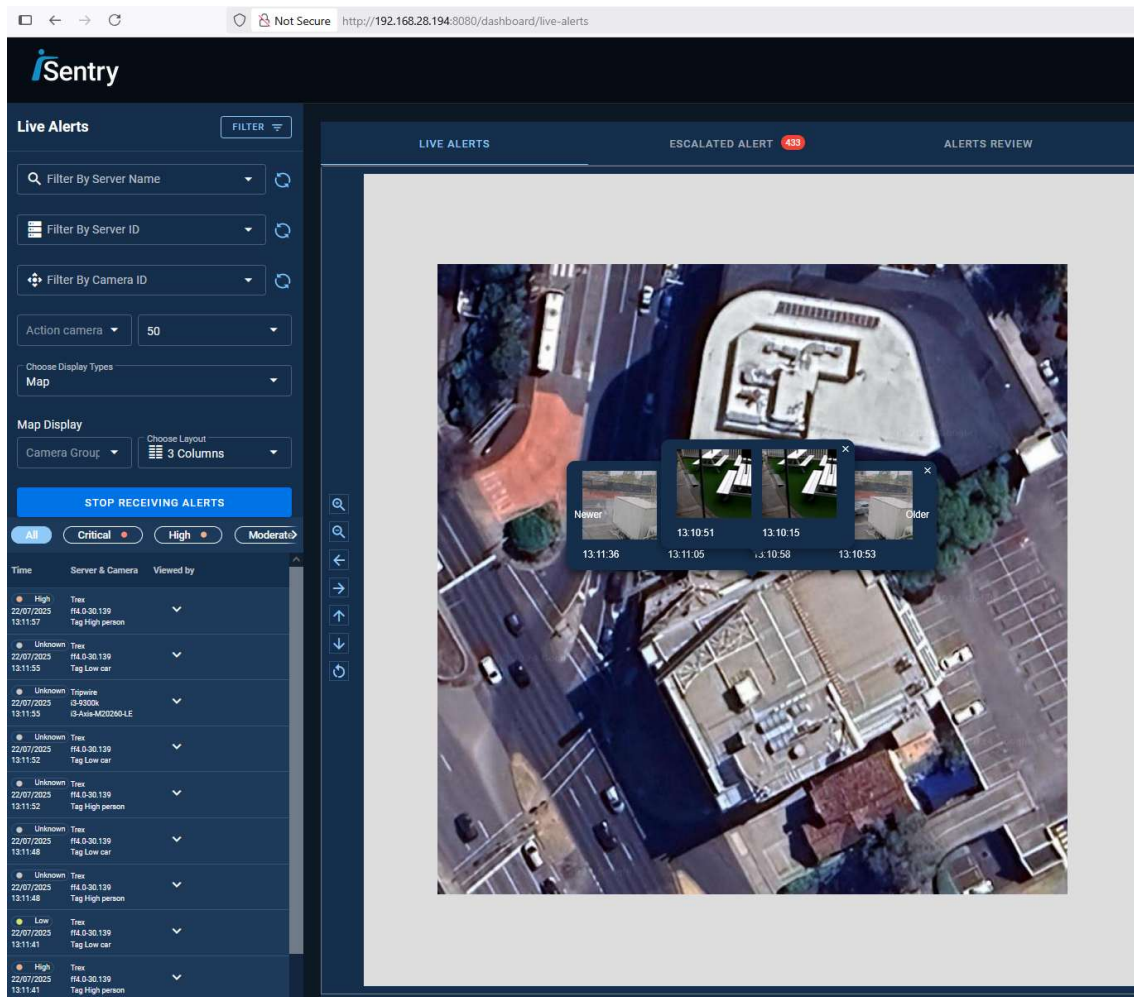 Not Secure http://192.168.28.194:8080/dashboard/live-alerts
iSentry
Live Alerts
FILTER
Filter By Server Name
Filter By Server ID
Filter By Camera ID
Action camera
50
Choose Display Types
Map
Map Display
Camera Group
Choose Layout
3 Columns
STOP RECEIVING ALERTS
All Critical High Moderate
Time Server & Camera Viewed by
High Trex
22/07/2025 ff4.0-30.139
13:11:57 Tag High person
Unknown Trex
22/07/2025 ff4.0-30.139
13:11:55 Tag Low car
Unknown Tripwire
22/07/2025 i3-9300k
13:11:55 i3-Axis-M20260-LE
Unknown Trex
22/07/2025 ff4.0-30.139
13:11:52 Tag Low car
Unknown Trex
22/07/2025 ff4.0-30.139
13:11:52 Tag High person
Unknown Trex
22/07/2025 ff4.0-30.139
13:11:48 Tag Low car
Unknown Trex
22/07/2025 ff4.0-30.139
13:11:48 Tag High person
Low Trex
22/07/2025 ff4.0-30.139
13:11:41 Tag Low car
High Trex
22/07/2025 ff4.0-30.139
13:11:41 Tag High person
LIVE ALERTS ESCALATED ALERT 433 ALERTS REVIEW
Newer Older
13:10:51 13:10:15
13:11:36 13:11:05 13:10:58 13:10:53